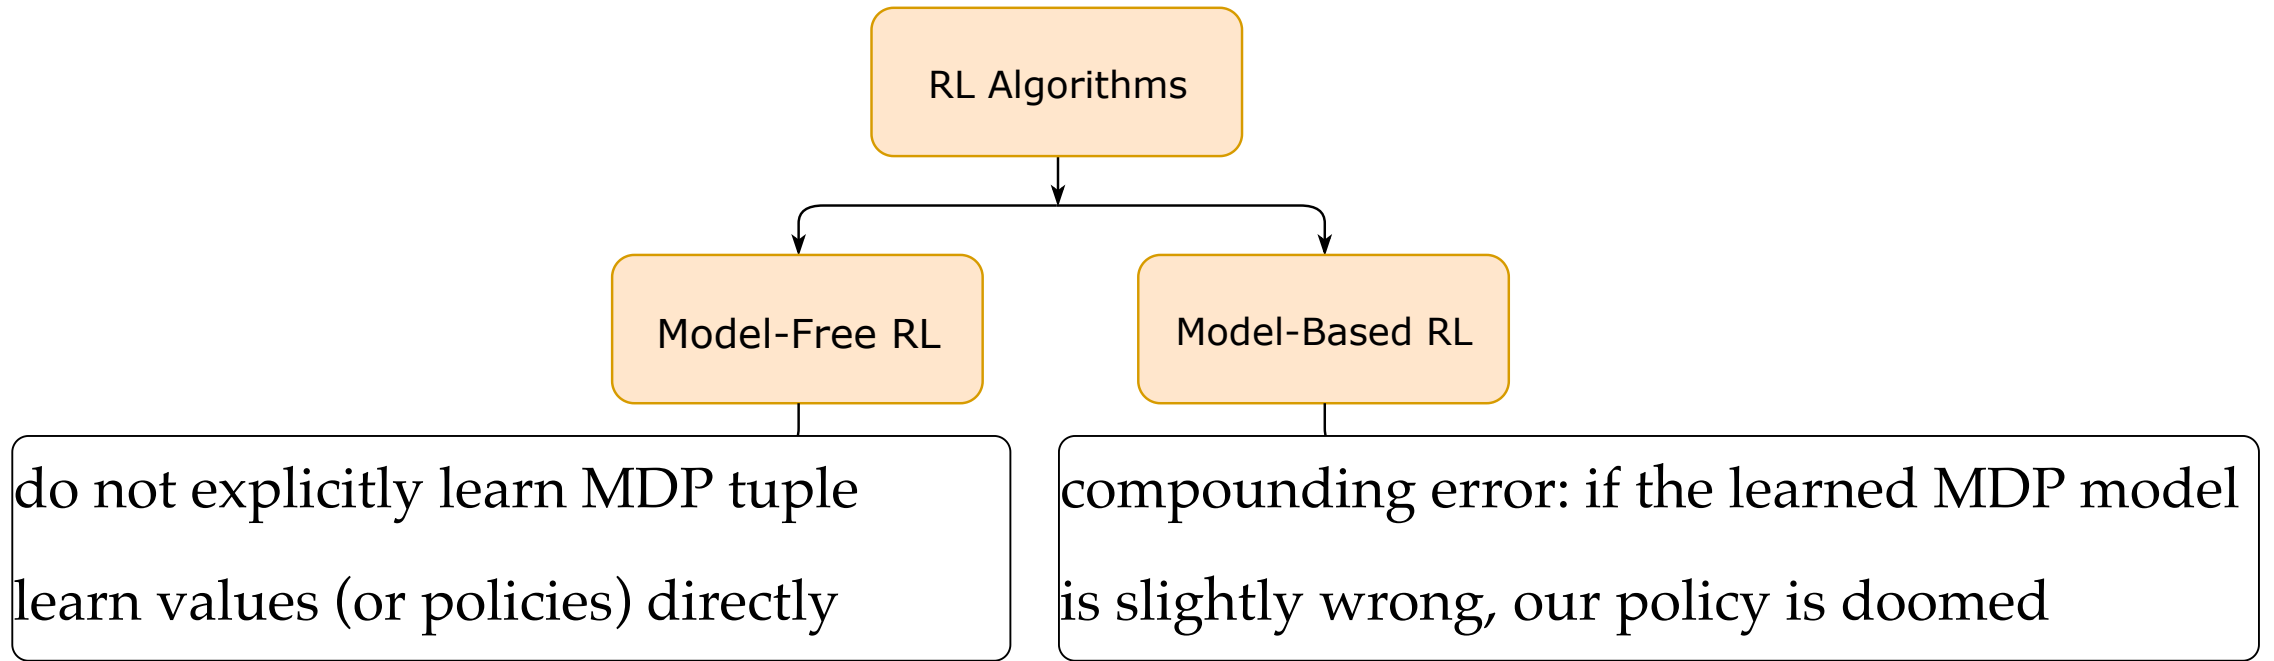 RL Algorithms
Model-Free RL
Model-Based RL
do not explicitly learn MDP tuple
learn values (or policies) directly
compounding error: if the learned MDP model
is slightly wrong, our policy is doomed